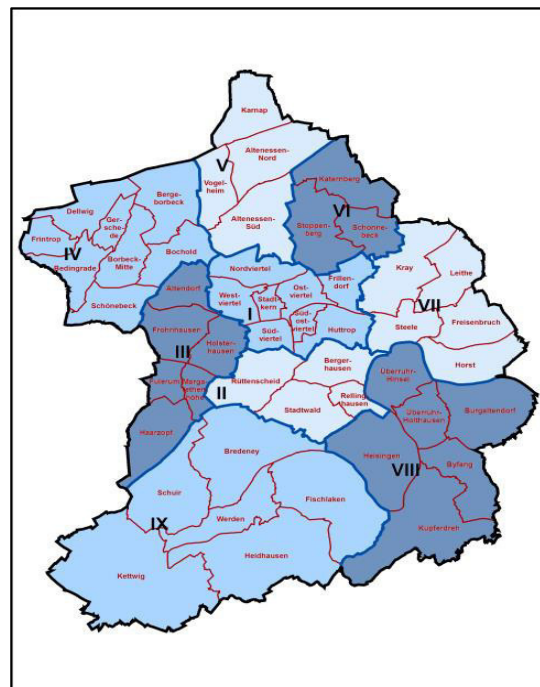 Karnap
Altenessen-
Nord
V
Vogel-
heim
Altenessen-
Süd
Katernberg
VI
Stoppen-
berg
Schonne-
beck
Berge-
borbeck
Dellwig
Ger-
sche-
de
Frintrop
IV
Bedingrade
Borbeck-
Mitte
Bochold
Schönebeck
Nordviertel
West-
viertel
Stadt-
kern
I
Ost-
viertel
Frillen-
dorf
Süd-
viertel
Süd-
ost-
viertel
Huttrop
Kray
Leithe
VII
Steele
Freisenbruch
Horst
Altendorf
Frohnhausen
III
Holster-
hausen
Fulerum
Marga-
rethen-
höhe
Haarzopf
II
Rüttenscheid
Berger-
hausen
Stadtwald
Relling
hausen
Überruhr-
Hinsel
Überruhr-
Holthausen
Burgaltendorf
Heisingen
VIII
Byfang
Kupferdreh
Bredeney
Schuir
Fischlaken
IX
Werden
Heidhausen
Kettwig